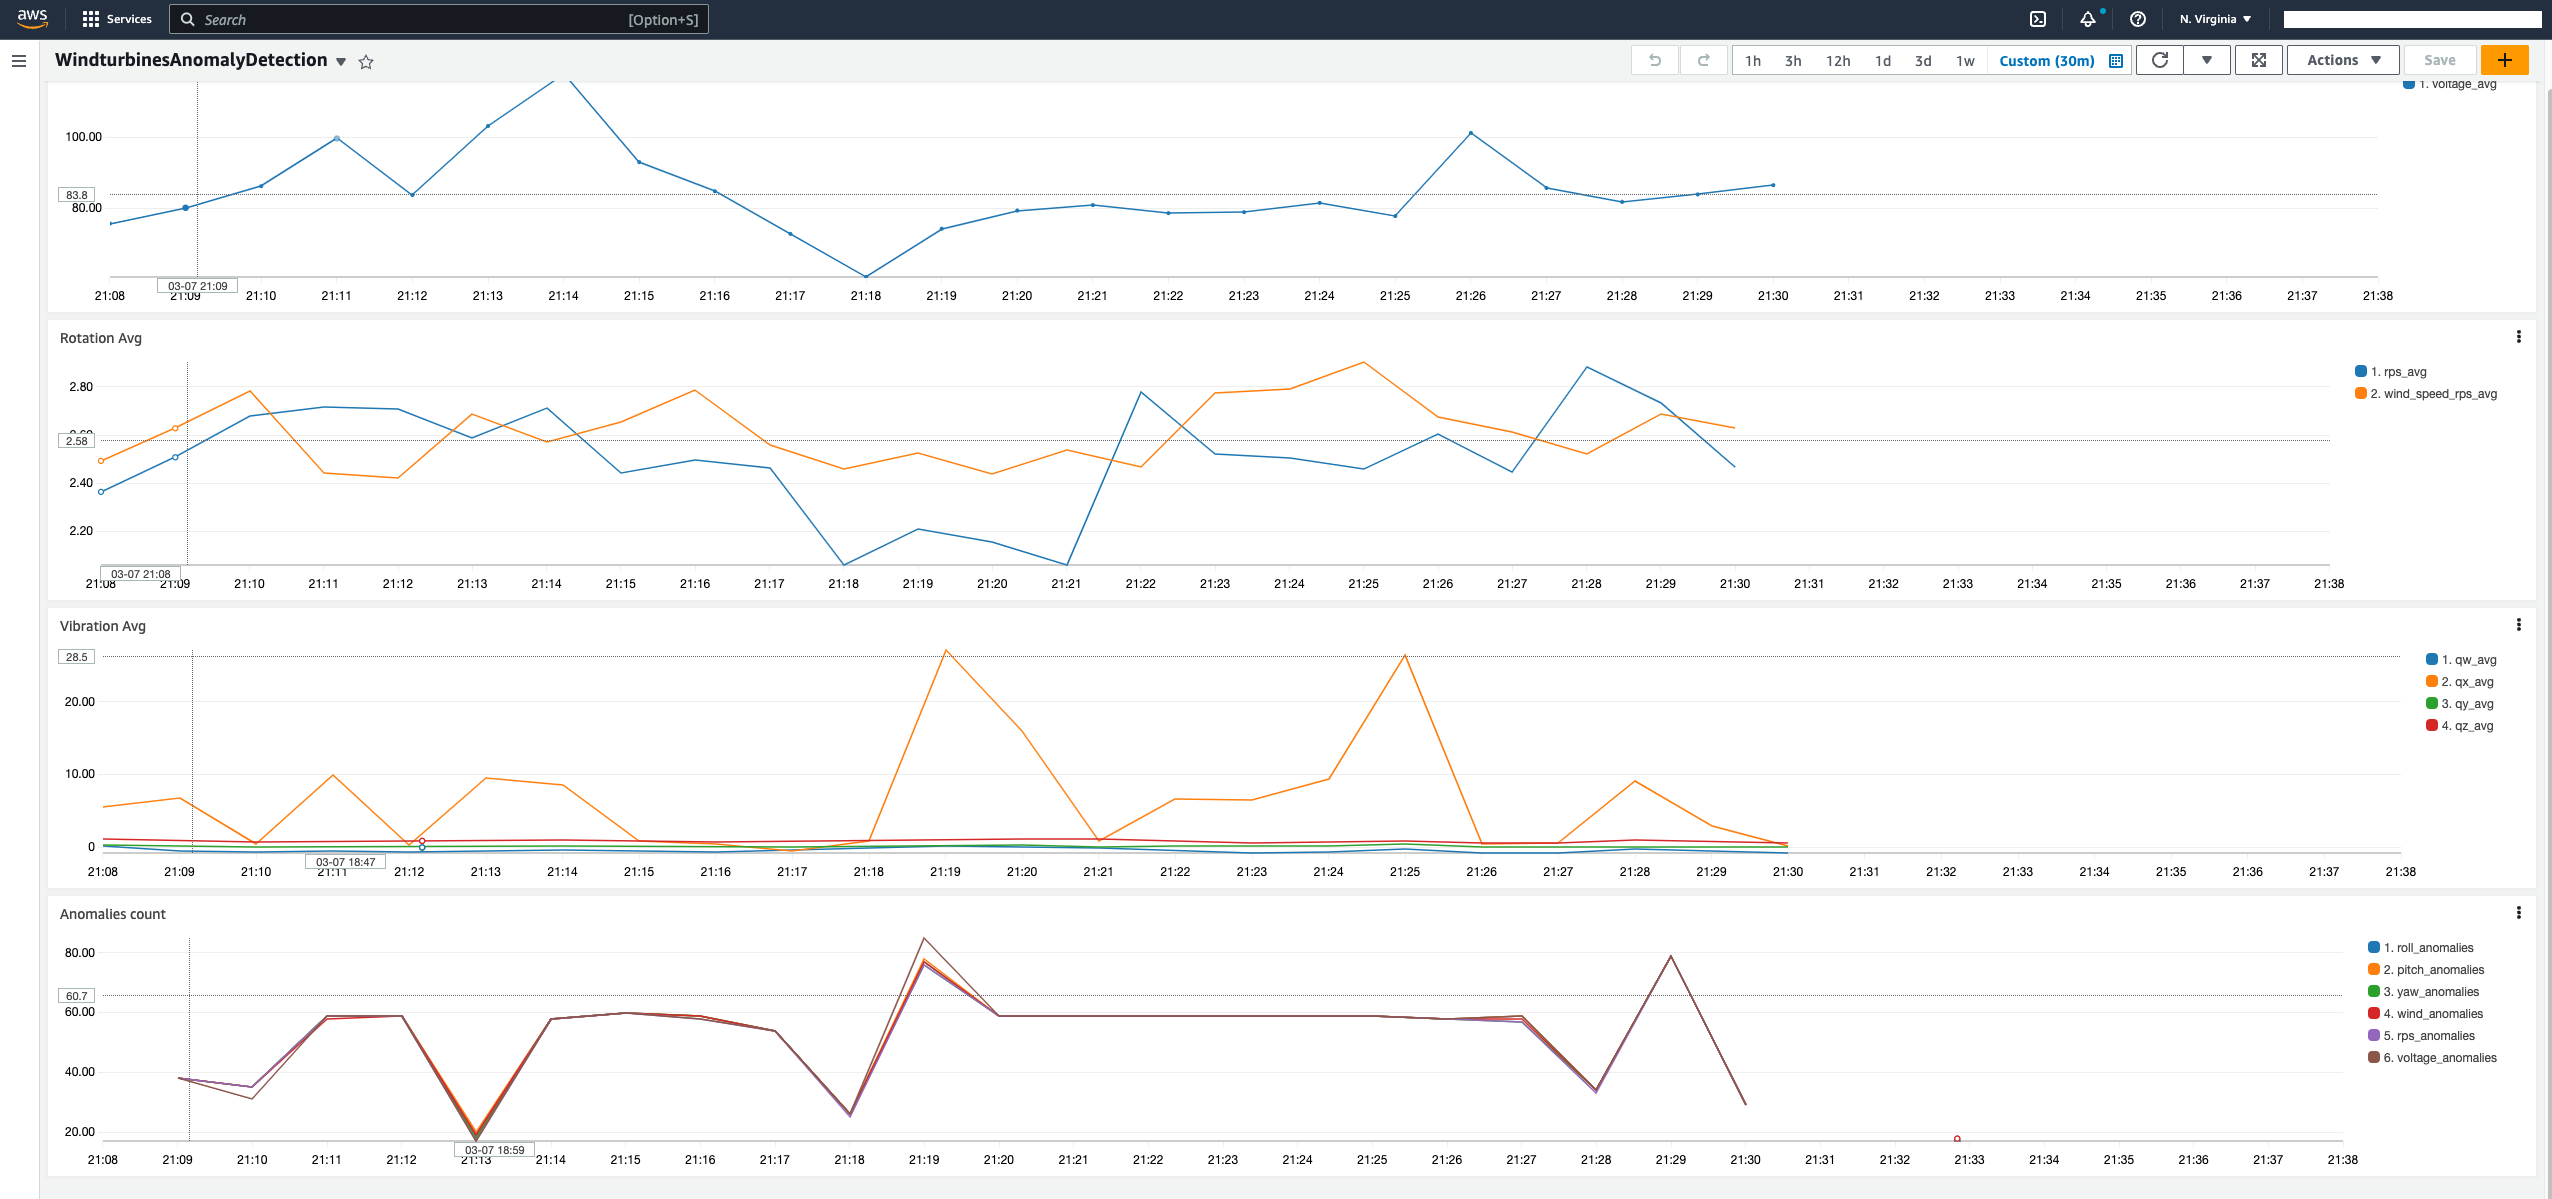 aws Services Search [Option+S] N. Virginia
WindturbinesAnomalyDetection 1h 3h 12h 1d 3d 1w Custom (30m) Actions Save
1. voltage_avg
100.00
83.8
80.00
03-07 21:09
21:08 21:09 21:10 21:11 21:12 21:13 21:14 21:15 21:16 21:17 21:18 21:19 21:20 21:21 21:22 21:23 21:24 21:25 21:26 21:27 21:28 21:29 21:30 21:31 21:32 21:33 21:34 21:35 21:36 21:37 21:38
Rotation Avg
1. rps_avg
2. wind_speed_rps_avg
2.80
2.58
2.40
2.20
03-07 21:08
21:08 21:09 21:10 21:11 21:12 21:13 21:14 21:15 21:16 21:17 21:18 21:19 21:20 21:21 21:22 21:23 21:24 21:25 21:26 21:27 21:28 21:29 21:30 21:31 21:32 21:33 21:34 21:35 21:36 21:37 21:38
Vibration Avg
28.5
1. qw_avg
2. qx_avg
3. qy_avg
4. qz_avg
20.00
10.00
0
03-07 18:47
21:08 21:09 21:10 21:11 21:12 21:13 21:14 21:15 21:16 21:17 21:18 21:19 21:20 21:21 21:22 21:23 21:24 21:25 21:26 21:27 21:28 21:29 21:30 21:31 21:32 21:33 21:34 21:35 21:36 21:37 21:38
Anomalies count
1. roll_anomalies
2. pitch_anomalies
3. yaw_anomalies
4. wind_anomalies
5. rps_anomalies
6. voltage_anomalies
80.00
60.7
60.00
40.00
20.00
03-07 18:59
21:08 21:09 21:10 21:11 21:12 21:13 21:14 21:15 21:16 21:17 21:18 21:19 21:20 21:21 21:22 21:23 21:24 21:25 21:26 21:27 21:28 21:29 21:30 21:31 21:32 21:33 21:34 21:35 21:36 21:37 21:38